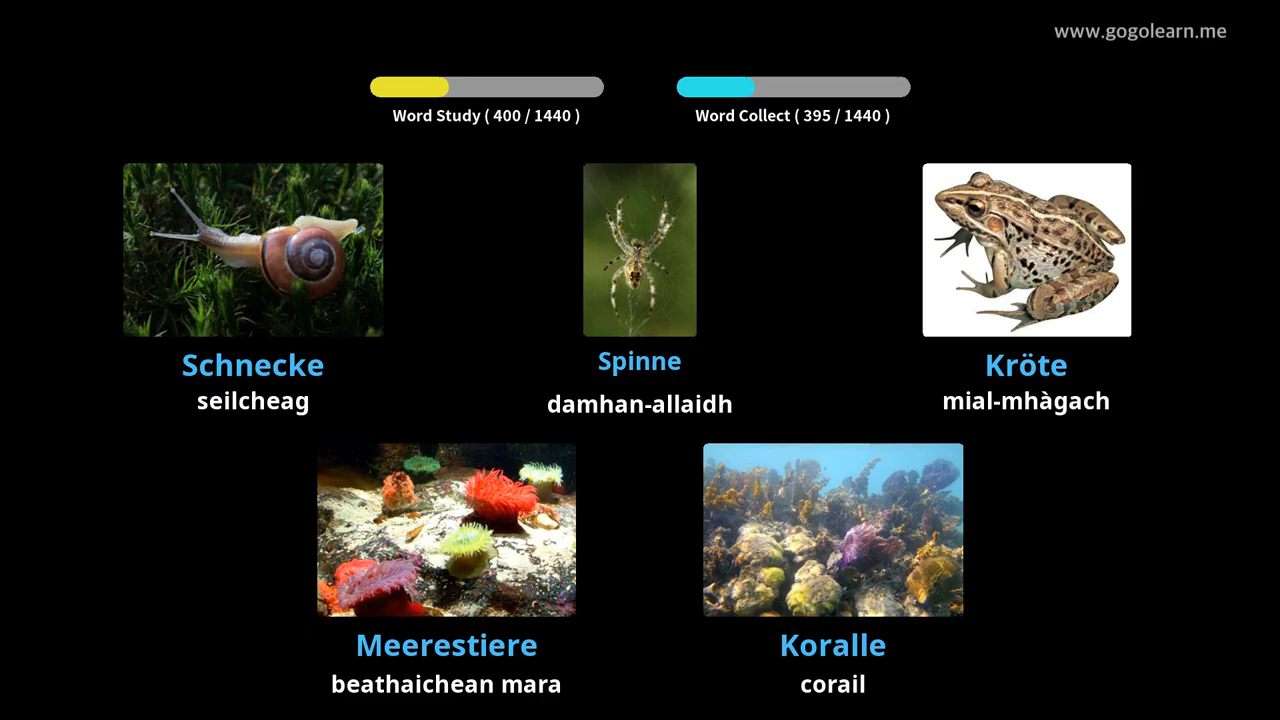 www.gogolearn.me
Word Study ( 400 / 1440 )
Word Collect ( 395 / 1440 )
Schnecke
seilcheag
Spinne
damhan-allaidh
Kröte
mial-mhàgach
Meerestiere
beathaichean mara
Koralle
corail